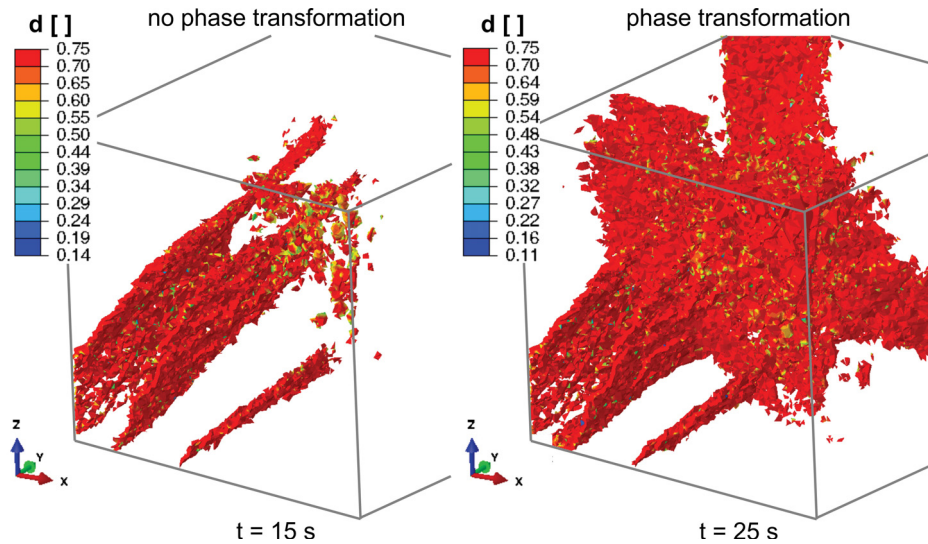 no phase transformation
d [ ]
0.75
0.70
0.65
0.60
0.55
0.50
0.44
0.39
0.34
0.29
0.24
0.19
0.14
z
Y
x
t = 15 s
phase transformation
d [ ]
0.75
0.70
0.64
0.59
0.54
0.48
0.43
0.38
0.32
0.27
0.22
0.16
0.11
z
Y
x
t = 25 s